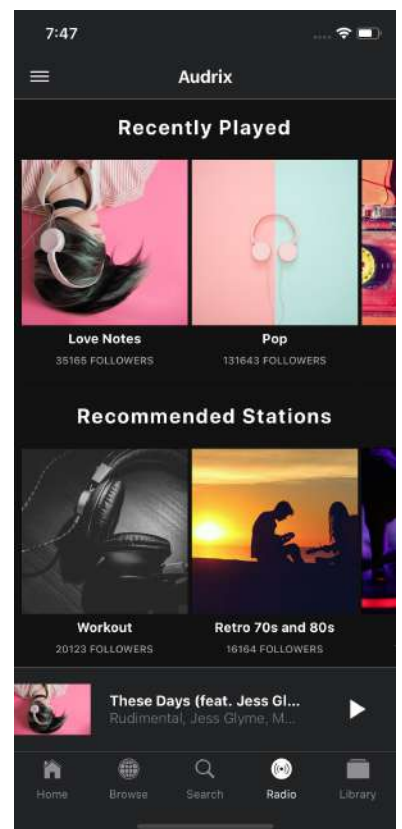 7:47
Audrix
Recently Played
Love Notes
Pop
35165 FOLLOWERS
131643 FOLLOWERS
Recommended Stations
Workout
Retro 70s and 80s
20123 FOLLOWERS
16164 FOLLOWERS
These Days (feat. Jess Gl...
Rudimental, Jess Glyme, M...
Home
Browse
Search
Radio
Library